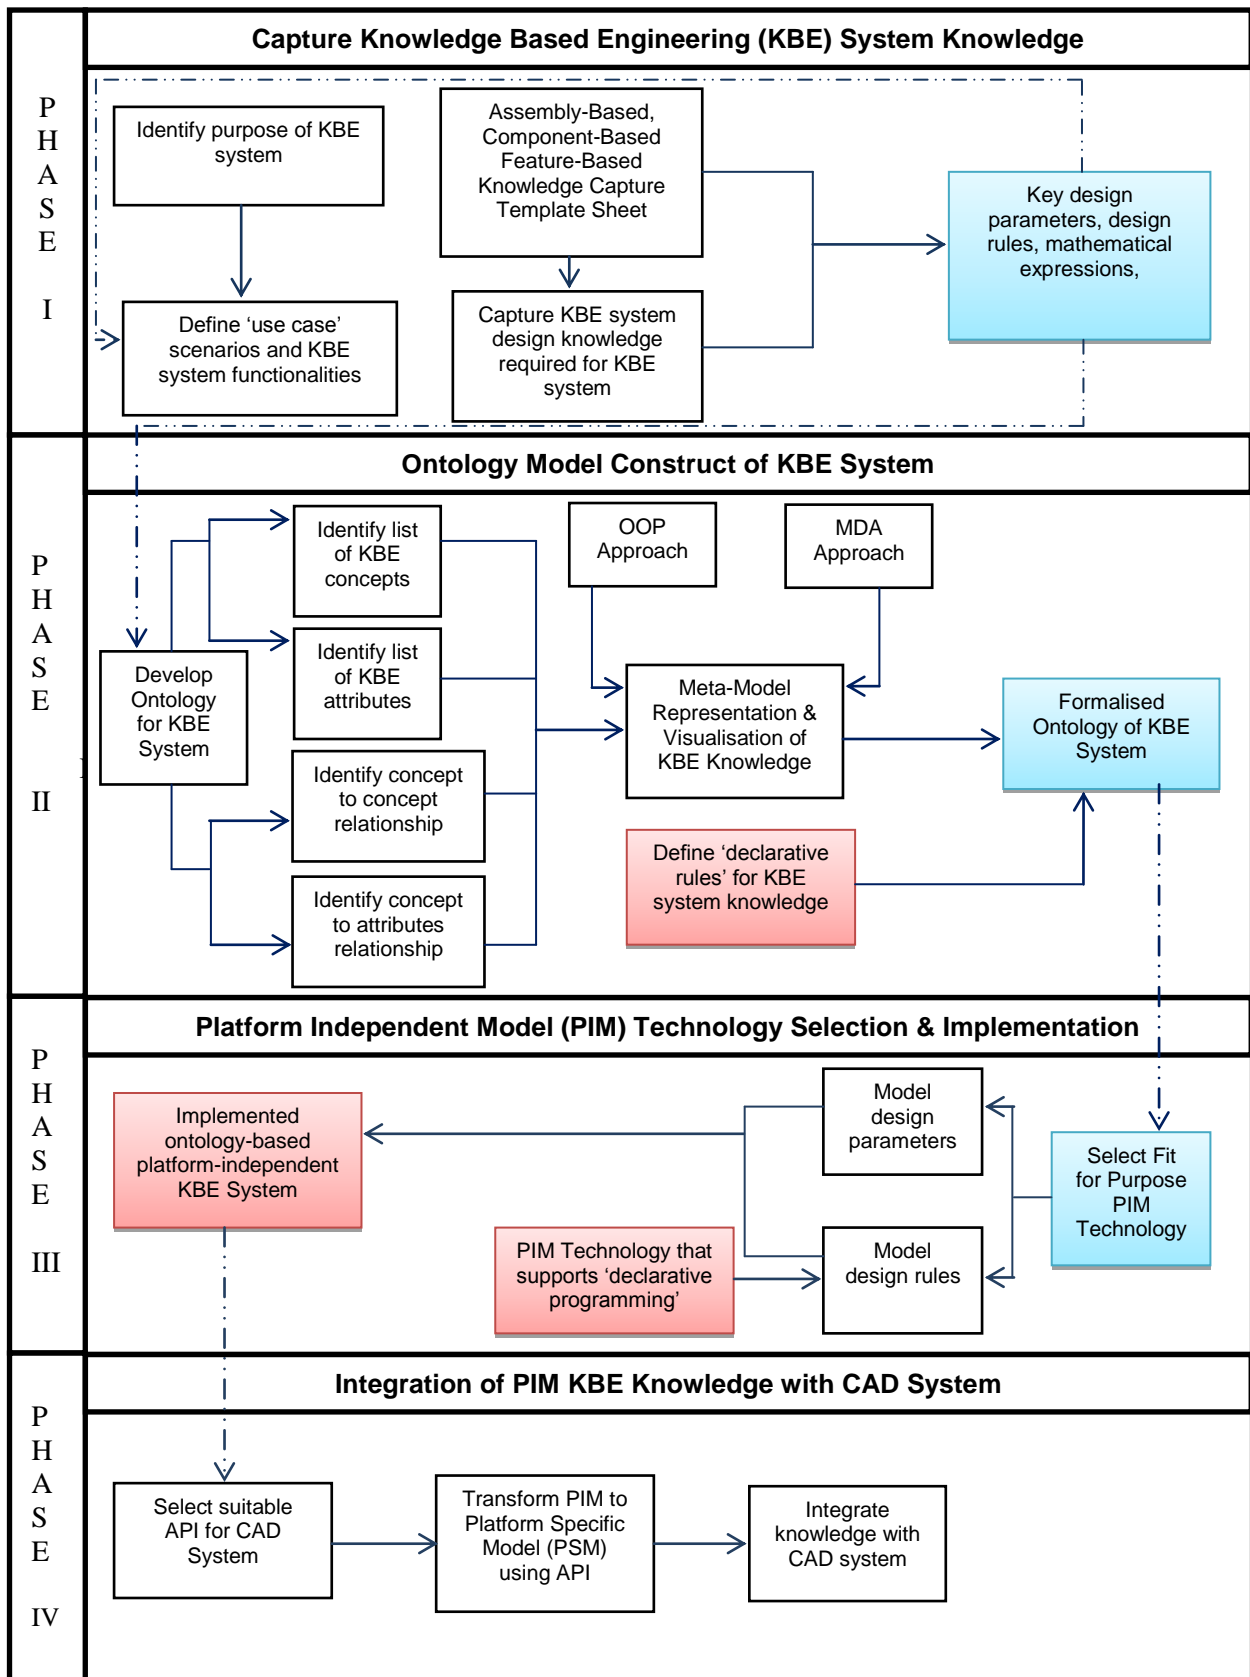 Capture Knowledge Based Engineering (KBE) System Knowledge
P
H
A
S
E
I
Identify purpose of KBE
system
Assembly-Based,
Component-Based
Feature-Based
Knowledge Capture
Template Sheet
Key design
parameters, design
rules, mathematical
expressions,
Define ‘use case’
scenarios and KBE
system functionalities
Capture KBE system
design knowledge
required for KBE
system
Ontology Model Construct of KBE System
P
H
A
S
E
II
Identify list
of KBE
concepts
OOP
Approach
MDA
Approach
Develop
Ontology
for KBE
System
Identify list
of KBE
attributes
Meta-Model
Representation &
Visualisation of
KBE Knowledge
Formalised
Ontology of KBE
System
Identify concept
to concept
relationship
Define ‘declarative
rules’ for KBE
system knowledge
Identify concept
to attributes
relationship
Platform Independent Model (PIM) Technology Selection & Implementation
P
H
A
S
E
III
Implemented
ontology-based
platform-independent
KBE System
Model
design
parameters
Select Fit
for Purpose
PIM
Technology
PIM Technology that
supports ‘declarative
programming’
Model
design rules
Integration of PIM KBE Knowledge with CAD System
P
H
A
S
E
IV
Select suitable
API for CAD
System
Transform PIM to
Platform Specific
Model (PSM)
using API
Integrate
knowledge with
CAD system